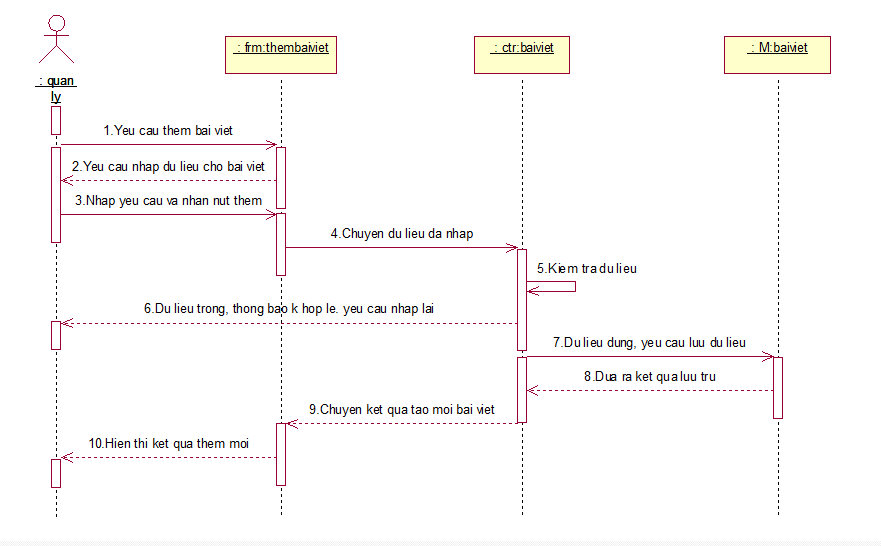 : quan
ly
: frm:thembaiviet
: ctr:baiviet
: M:baiviet
1.Yeu cau them bai viet
2.Yeu cau nhap du lieu cho bai viet
3.Nhap yeu cau va nhan nut them
4.Chuyen du lieu da nhap
5.Kiem tra du lieu
6.Du lieu trong, thong bao k hop le. yeu cau nhap lai
7.Du lieu dung, yeu cau luu du lieu
8.Dua ra ket qua luu tru
9.Chuyen ket qua tao moi bai viet
10.Hien thi ket qua them moi